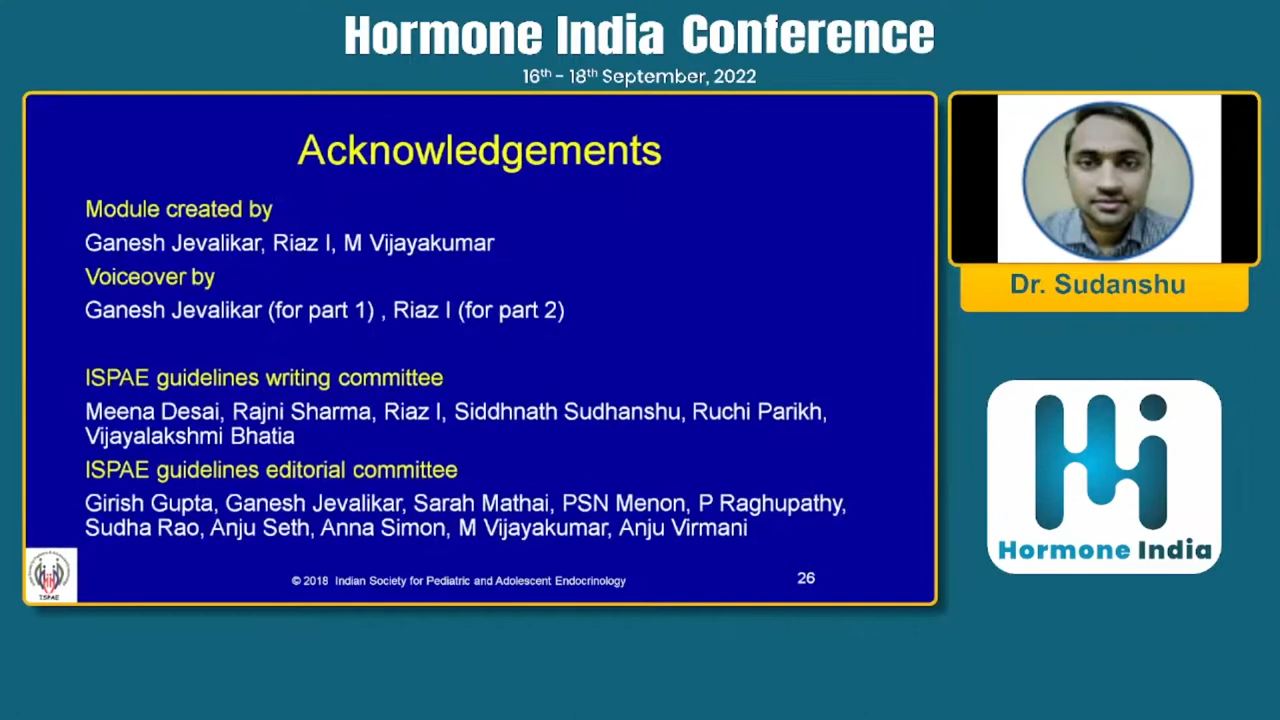 Hormone India Conference
16th - 18th September, 2022
Acknowledgements
Module created by
Ganesh Jevalikar, Riaz I, M Vijayakumar
Voiceover by
Ganesh Jevalikar (for part 1) , Riaz I (for part 2)
ISPAE guidelines writing committee
Meena Desai, Rajni Sharma, Riaz I, Siddhnath Sudhanshu, Ruchi Parikh,
Vijayalakshmi Bhatia
ISPAE guidelines editorial committee
Girish Gupta, Ganesh Jevalikar, Sarah Mathai, PSN Menon, P Raghupathy,
Sudha Rao, Anju Seth, Anna Simon, M Vijayakumar, Anju Virmani
© 2018 Indian Society for Pediatric and Adolescent Endocrinology
26
Dr. Sudanshu
Hormone India